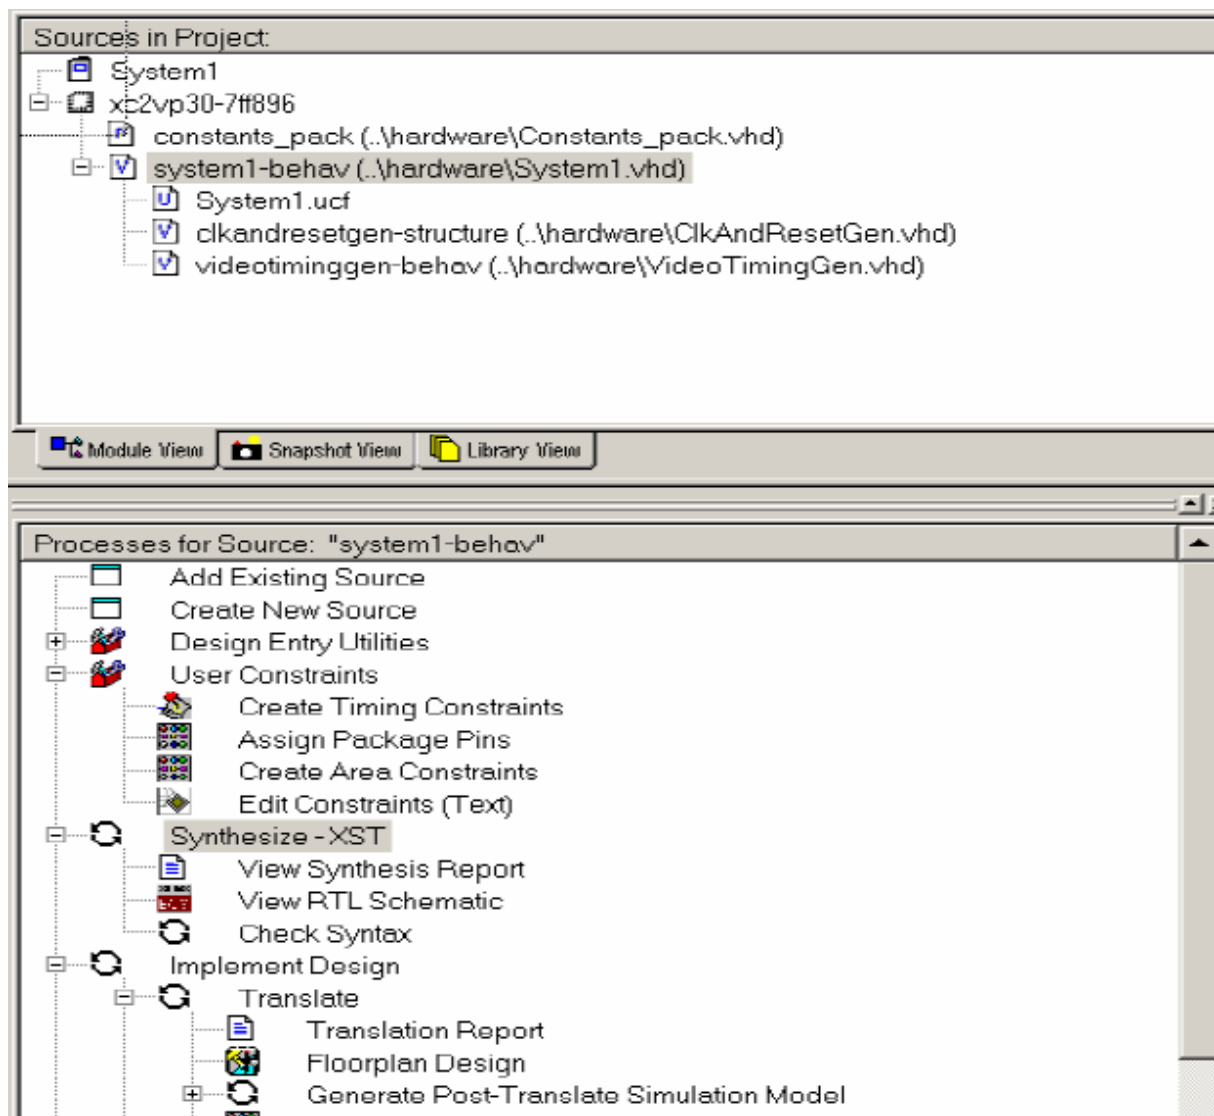 Sources in Project:
System1
xc2vp30-7ff896
constants_pack (..\hardware\Constants_pack.vhd)
system1-behav (..\hardware\System1.vhd)
System1.ucf
clkandresetgen-structure (..\hardware\ClkAndResetGen.vhd)
videotiminggen-behav (..\hardware\VideoTimingGen.vhd)
Module View Snapshot View Library View
Processes for Source: "system1-behav"
Add Existing Source
Create New Source
Design Entry Utilities
User Constraints
Create Timing Constraints
Assign Package Pins
Create Area Constraints
Edit Constraints (Text)
Synthesize - XST
View Synthesis Report
View RTL Schematic
Check Syntax
Implement Design
Translate
Translation Report
Floorplan Design
Generate Post-Translate Simulation Model